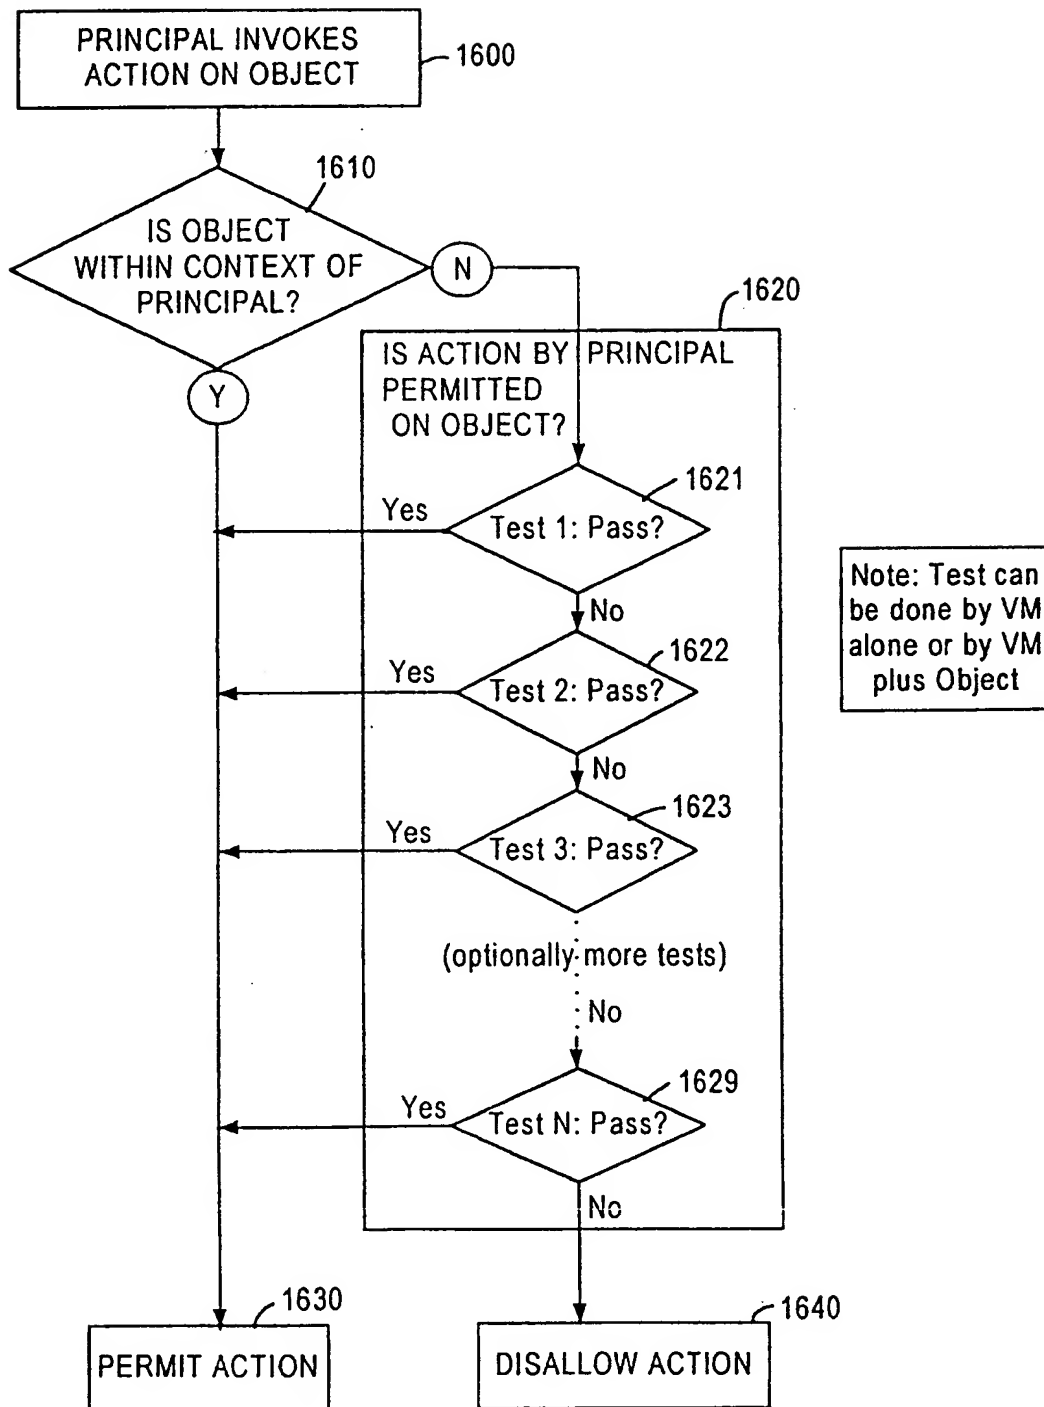 PRINCIPAL INVOKES
ACTION ON OBJECT
1600
1610
IS OBJECT
WITHIN CONTEXT OF
PRINCIPAL?
N
Y
1620
IS ACTION BY PRINCIPAL
PERMITTED
ON OBJECT?
1621
Yes
Test 1: Pass?
No
1622
Yes
Test 2: Pass?
No
1623
Yes
Test 3: Pass?
(optionally more tests)
No
1629
Yes
Test N: Pass?
No
Note: Test can
be done by VM
alone or by VM
plus Object
1630
PERMIT ACTION
1640
DISALLOW ACTION